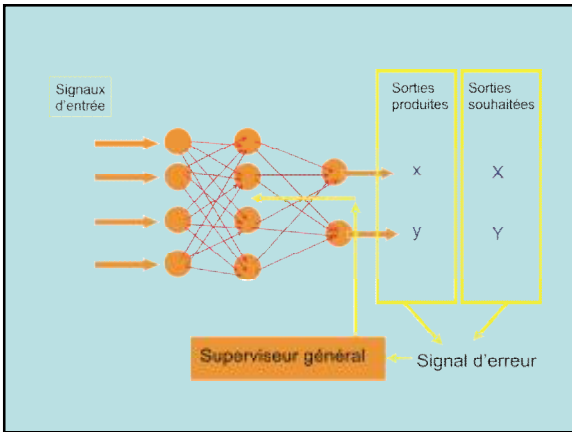 Signaux
d'entrée
Sorties
produites
Sorties
souhaitées
x
X
y
Y
Superviseur général
Signal d'erreur